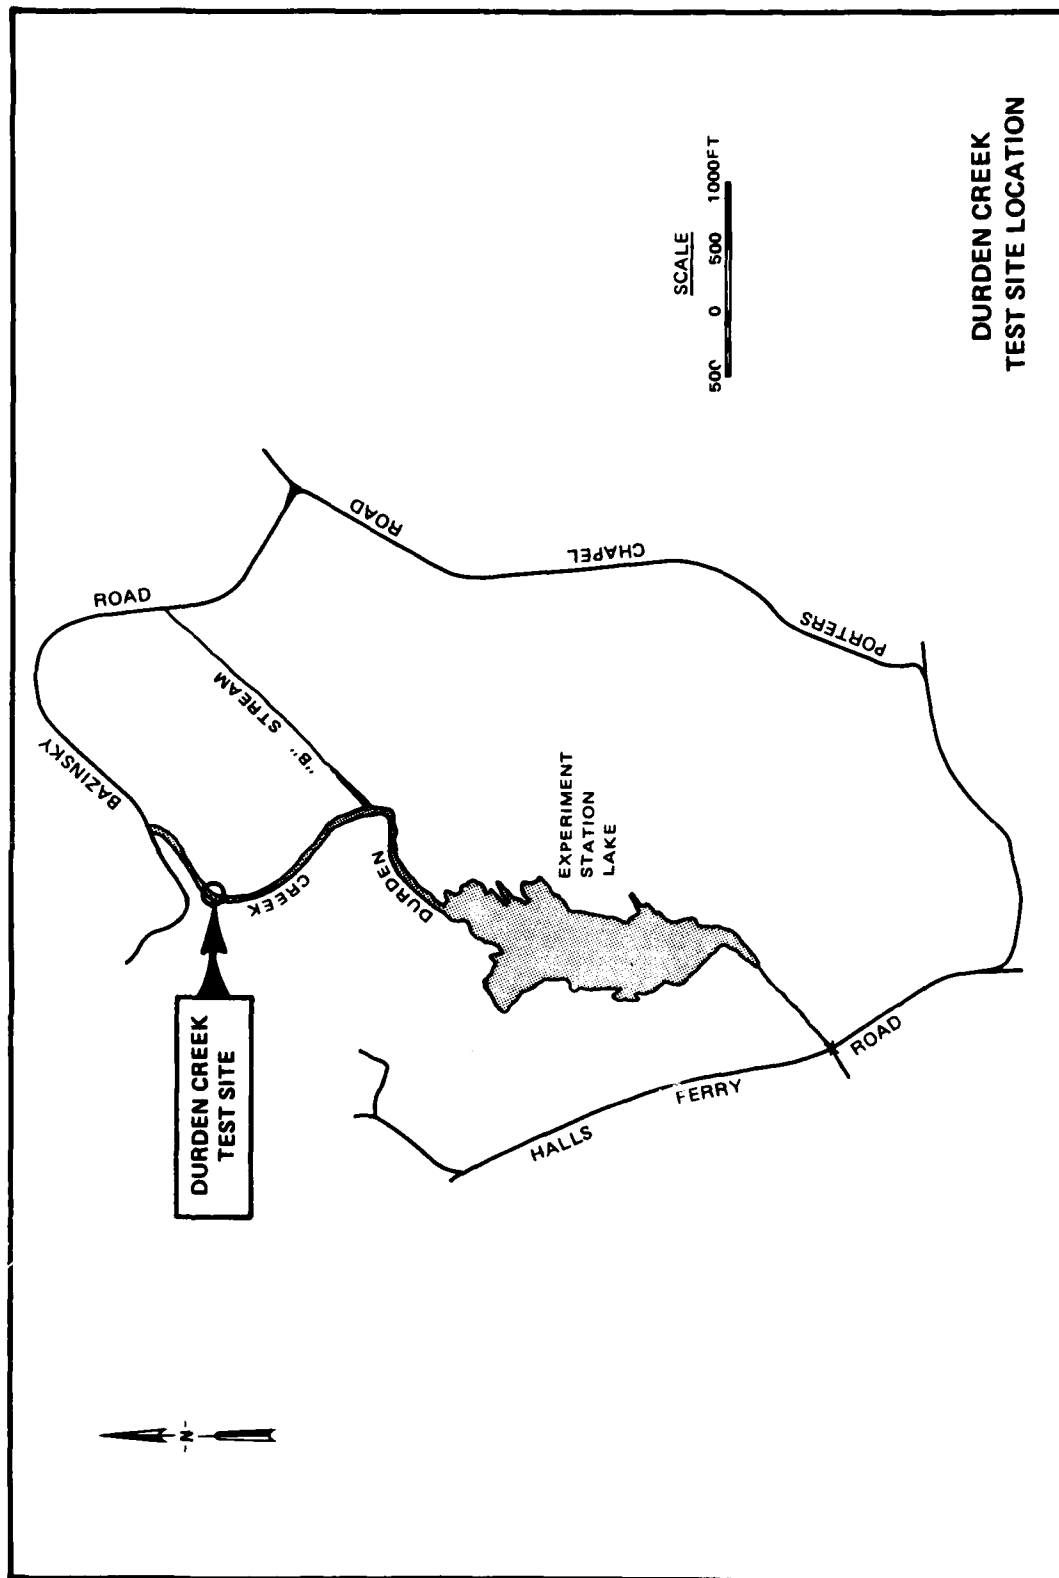 BAZINSKY
ROAD
"B" STREAM
ROAD
CHAPEL
PORTERS
CREEK
DURDEN
DURDEN CREEK
TEST SITE
EXPERIMENT
STATION
LAKE
HALLS
FERRY
ROAD
-N-
SCALE
500 0 500 1000FT
DURDEN CREEK
TEST SITE LOCATION